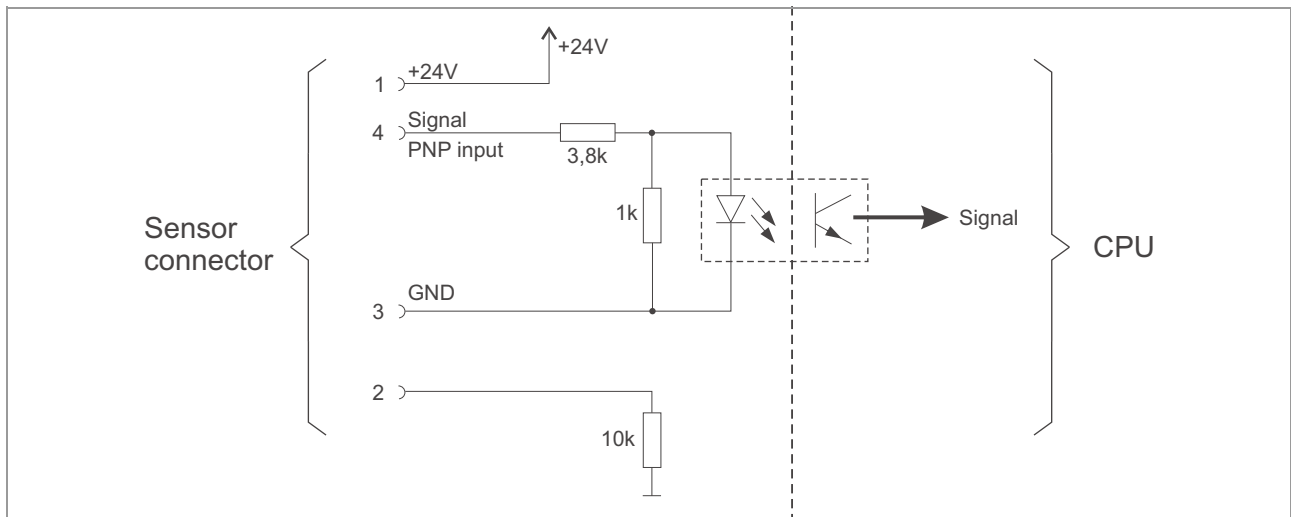 +24V
1
+24V
4
Signal
PNP input
3,8k
1k
Signal
Sensor
connector
CPU
GND
3
2
10k